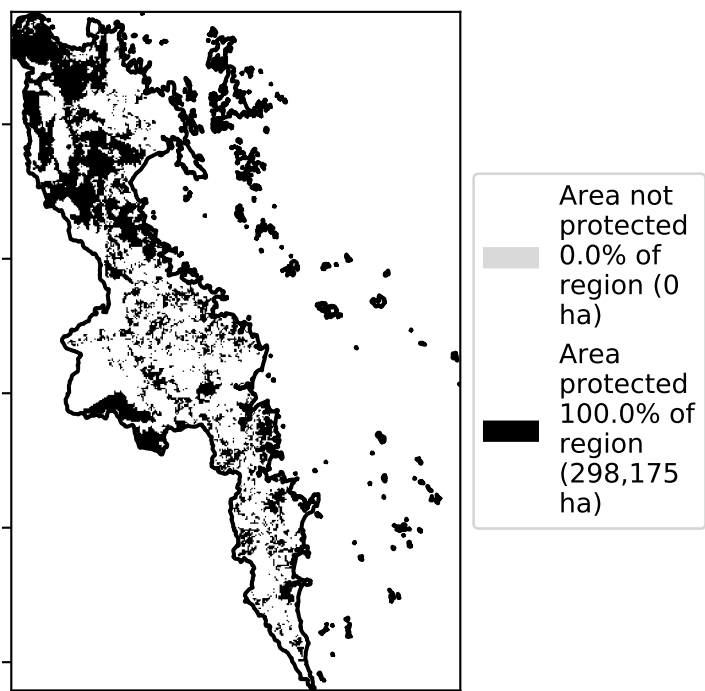 Area not
protected
0.0% of
region (0
ha)
Area
protected
100.0% of
region
(298,175
ha)